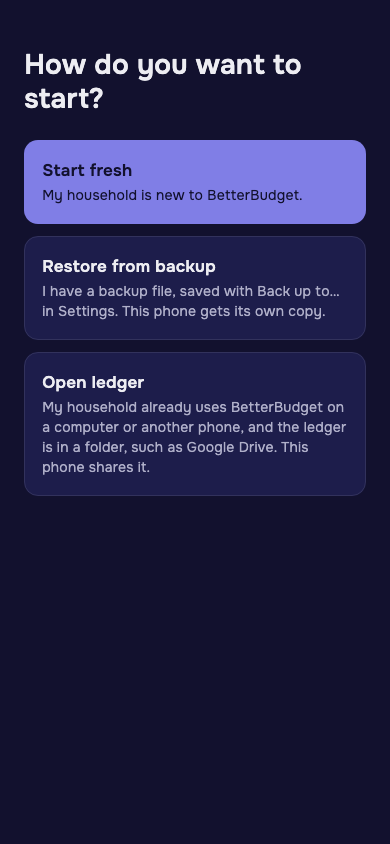 How do you want to
start?
Start fresh
My household is new to BetterBudget.
Restore from backup
I have a backup file, saved with Back up to…
in Settings. This phone gets its own copy.
Open ledger
My household already uses BetterBudget on
a computer or another phone, and the ledger
is in a folder, such as Google Drive. This
phone shares it.